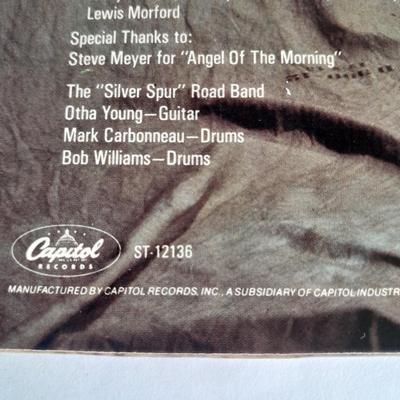 Lewis Morford
Special Thanks to:
Steve Meyer for "Angel Of The Morning"
The "Silver Spur" Road Band
Otha Young—Guitar
Mark Carbonneau—Drums
Bob Williams—Drums
Capitol
RECORDS
ST-12136
MANUFACTURED BY CAPITOL RECORDS, INC., A SUBSIDIARY OF CAPITOL INDUSTR